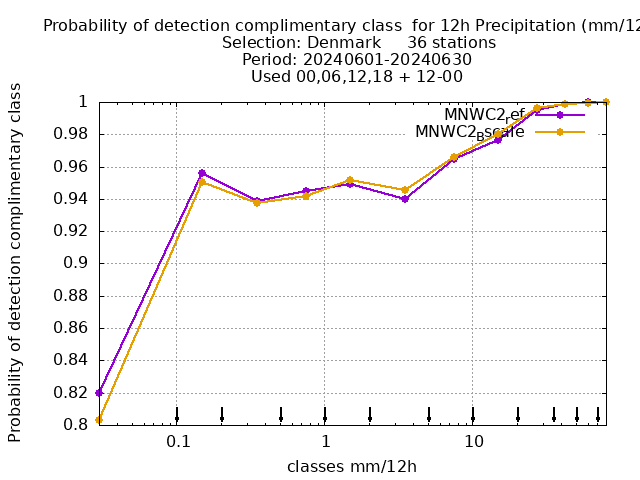 Probability of detection complimentary class  for 12h Precipitation (mm/12
Selection: Denmark     36 stations
Period: 20240601-20240630
Used 00,06,12,18 + 12-00
Probability of detection complimentary class
1
0.98
0.96
0.94
0.92
0.9
0.88
0.86
0.84
0.82
0.8
MNWC2ref
MNWC2Bscale
0.1
1
10
classes mm/12h